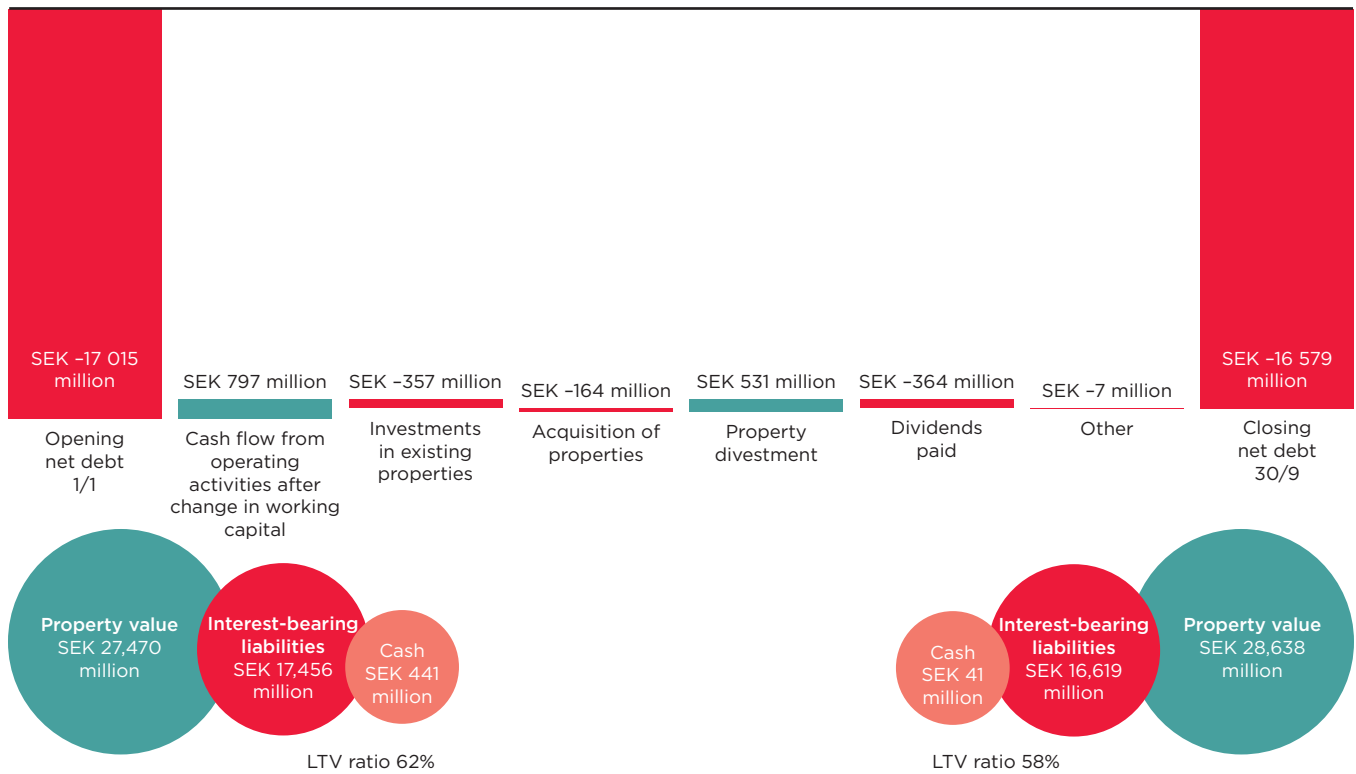 SEK –17 015
million
Opening
net debt
1/1
SEK 797 million
Cash flow from
operating
activities after
change in working
capital
SEK –357 million
Investments
in existing
properties
SEK –164 million
Acquisition of
properties
SEK 531 million
Property
divestment
SEK –364 million
Dividends
paid
SEK –7 million
Other
SEK –16 579
million
Closing
net debt
30/9
Property value
SEK 27,470
million
Interest-bearing
liabilities
SEK 17,456
million
Cash
SEK 441
million
LTV ratio 62%
Cash
SEK 41
million
Interest-bearing
liabilities
SEK 16,619
million
Property value
SEK 28,638
million
LTV ratio 58%